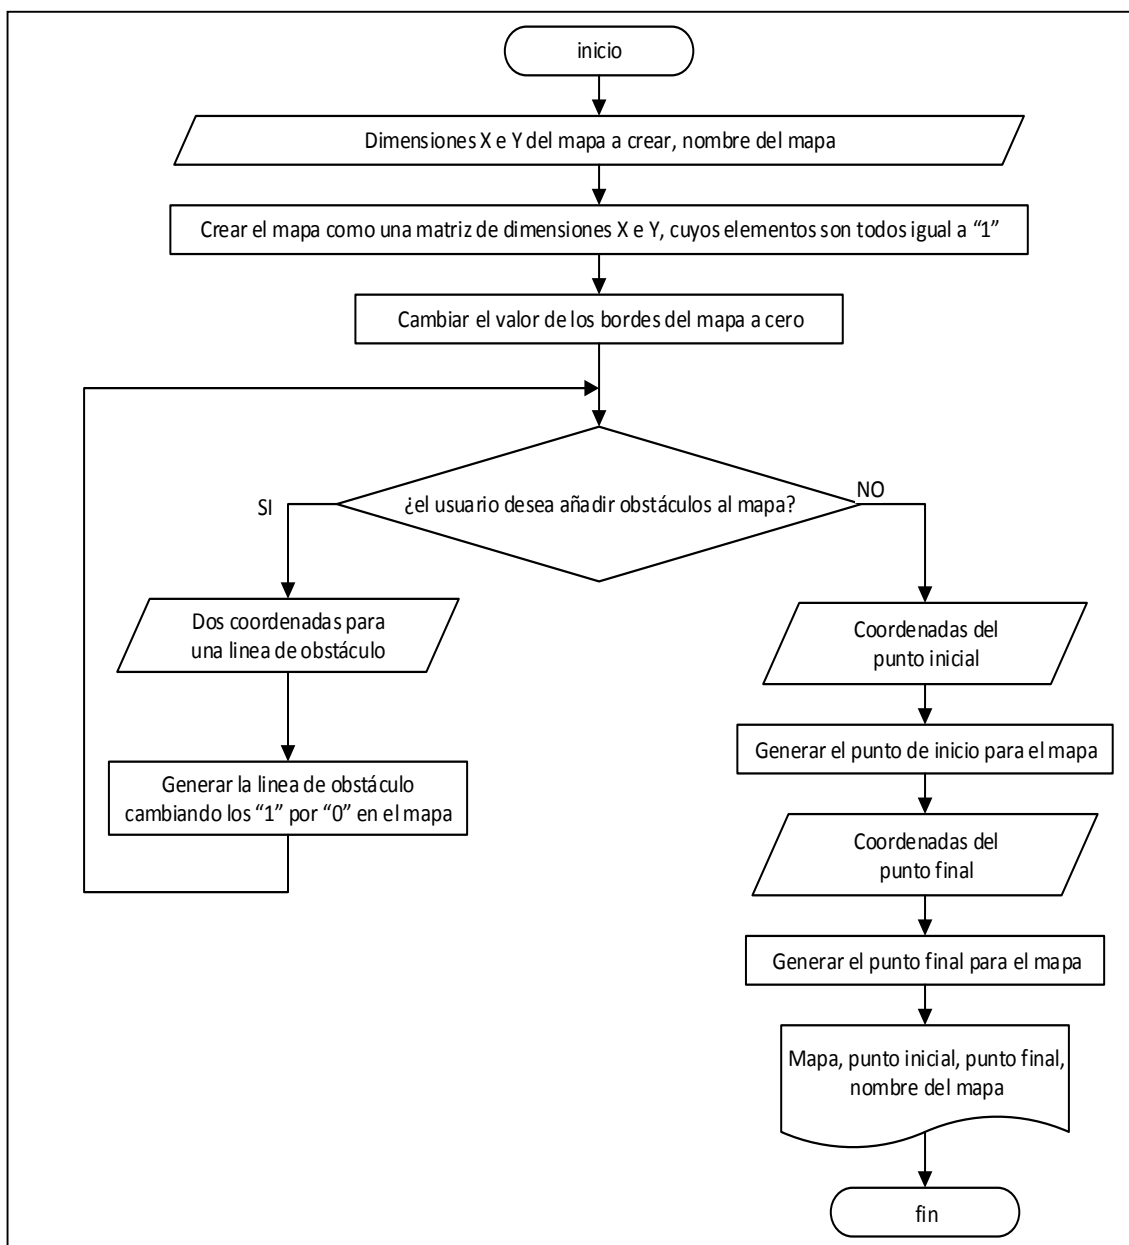 inicio
Dimensiones X e Y del mapa a crear, nombre del mapa
Crear el mapa como una matriz de dimensiones X e Y, cuyos elementos son todos igual a “1”
Cambiar el valor de los bordes del mapa a cero
¿el usuario desea añadir obstáculos al mapa?
SI
NO
Dos coordenadas para
una linea de obstáculo
Generar la linea de obstáculo
cambiando los “1” por “0” en el mapa
Coordenadas del
punto inicial
Generar el punto de inicio para el mapa
Coordenadas del
punto final
Generar el punto final para el mapa
Mapa, punto inicial, punto final,
nombre del mapa
fin